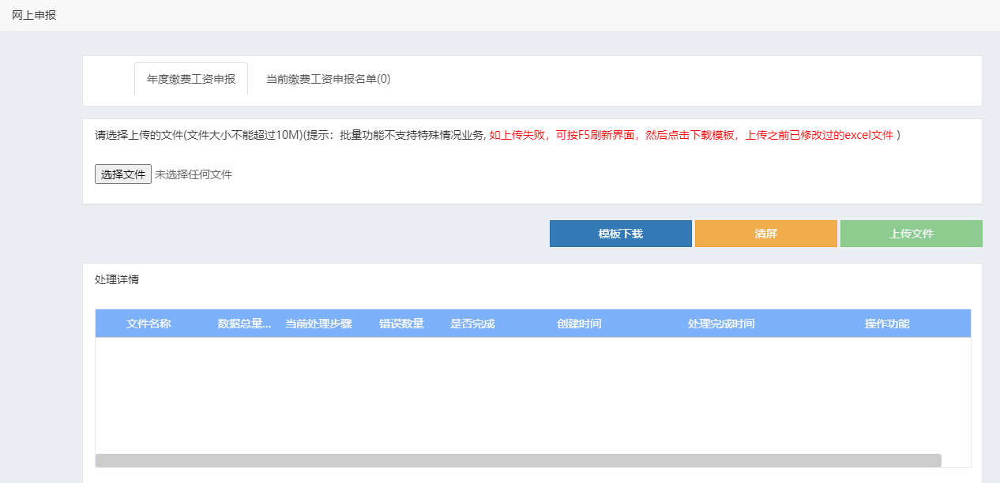 网上申报
年度缴费工资申报 当前缴费工资申报名单(0)
请选择上传的文件(文件大小不能超过10M)(提示：批量功能不支持特殊情况业务, 如上传失败，可按F5刷新界面，然后点击下载模板，上传之前已修改过的excel文件 )
选择文件 未选择任何文件
模板下载 清屏 上传文件
处理详情
文件名称 数据总量... 当前处理步骤 错误数量 是否完成 创建时间 处理完成时间 操作功能